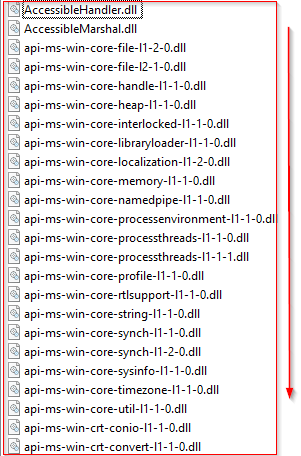 AccessibleHandler.dll
AccessibleMarshal.dll
api-ms-win-core-file-l1-2-0.dll
api-ms-win-core-file-l2-1-0.dll
api-ms-win-core-handle-l1-1-0.dll
api-ms-win-core-heap-l1-1-0.dll
api-ms-win-core-interlocked-l1-1-0.dll
api-ms-win-core-libraryloader-l1-1-0.dll
api-ms-win-core-localization-l1-2-0.dll
api-ms-win-core-memory-l1-1-0.dll
api-ms-win-core-namedpipe-l1-1-0.dll
api-ms-win-core-processenvironment-l1-1-0.dl
api-ms-win-core-processthreads-l1-1-0.dll
api-ms-win-core-processthreads-l1-1-1.dll
api-ms-win-core-profile-l1-1-0.dll
api-ms-win-core-rtlsupport-l1-1-0.dll
api-ms-win-core-string-l1-1-0.dll
api-ms-win-core-synch-l1-1-0.dll
api-ms-win-core-synch-l1-2-0.dll
api-ms-win-core-sysinfo-l1-1-0.dll
api-ms-win-core-timezone-l1-1-0.dll
api-ms-win-core-util-l1-1-0.dll
api-ms-win-crt-conio-l1-1-0.dll
api-ms-win-crt-convert-l1-1-0.dll